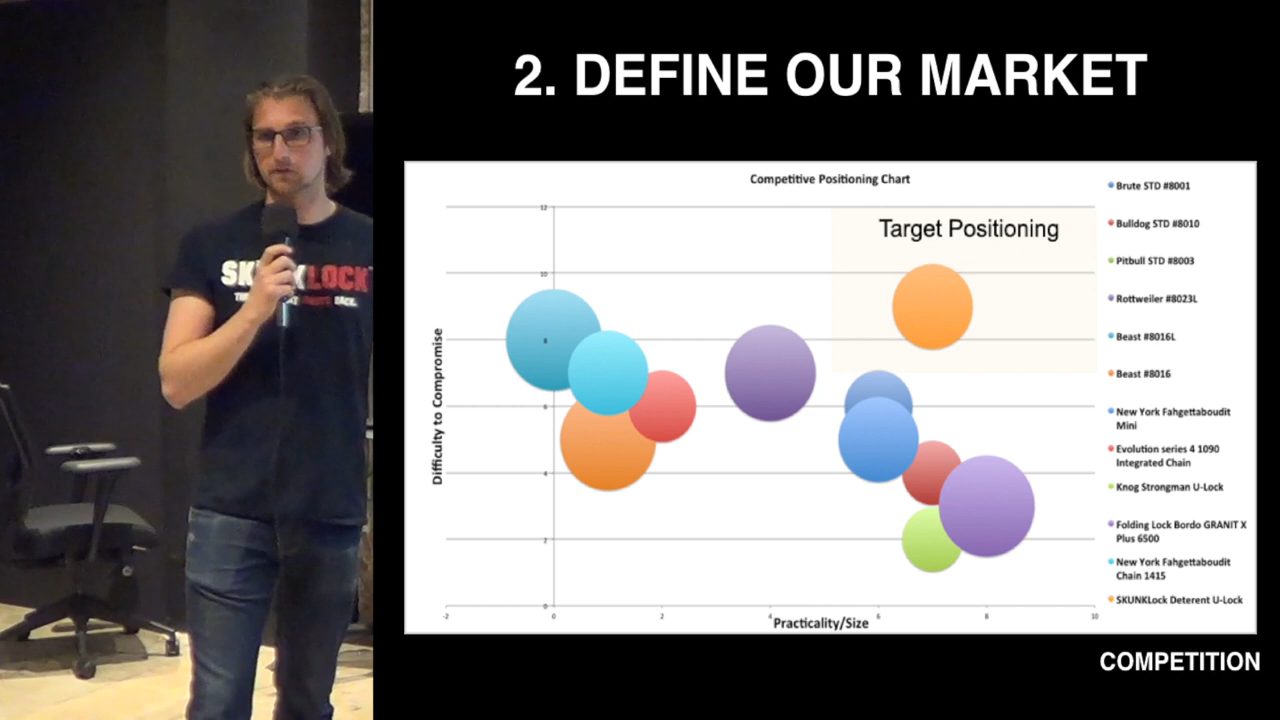 2. DEFINE OUR MARKET
Competitive Positioning Chart
Target Positioning
Difficulty to Compromise
12
10
8
6
4
2
0
-2
0
2
4
6
8
10
Practicality/Size
Brute STD #8001
Bulldog STD #8010
Pitbull STD #8003
Rottweiler #8023L
Beast #8016L
Beast #8016
New York Fahgettaboudit
Mini
Evolution series 4 1090
Integrated Chain
Knog Strongman U-Lock
Folding Lock Bordo GRANIT X
Plus 6500
New York Fahgettaboudit
Chain 1415
SKUNKLock Deterent U-Lock
COMPETITION
LOCK
BACK.